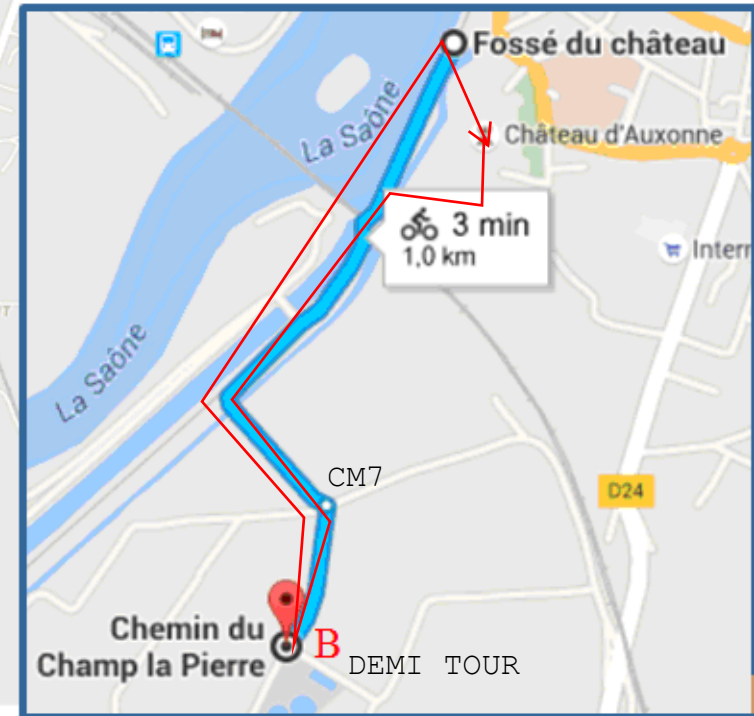 Fossé du château
La Saône
Château d'Auxonne
3 min
1,0 km
Interm
La Saône
CM7
D24
Chemin du
Champ la Pierre
B
DEMI TOUR